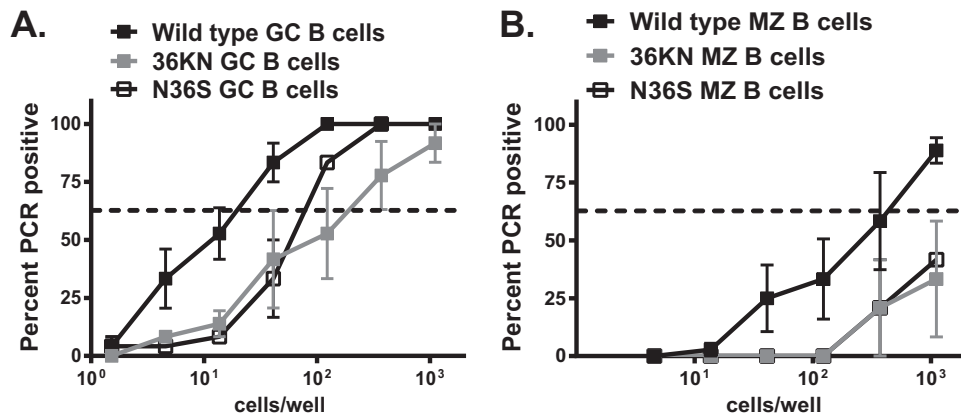 A.
Wild type GC B cells
36KN GC B cells
N36S GC B cells
Percent PCR positive
100
75
50
25
0
10⁰
10¹
10²
10³
cells/well
B.
Wild type MZ B cells
36KN MZ B cells
N36S MZ B cells
Percent PCR positive
100
75
50
25
0
10¹
10²
10³
cells/well